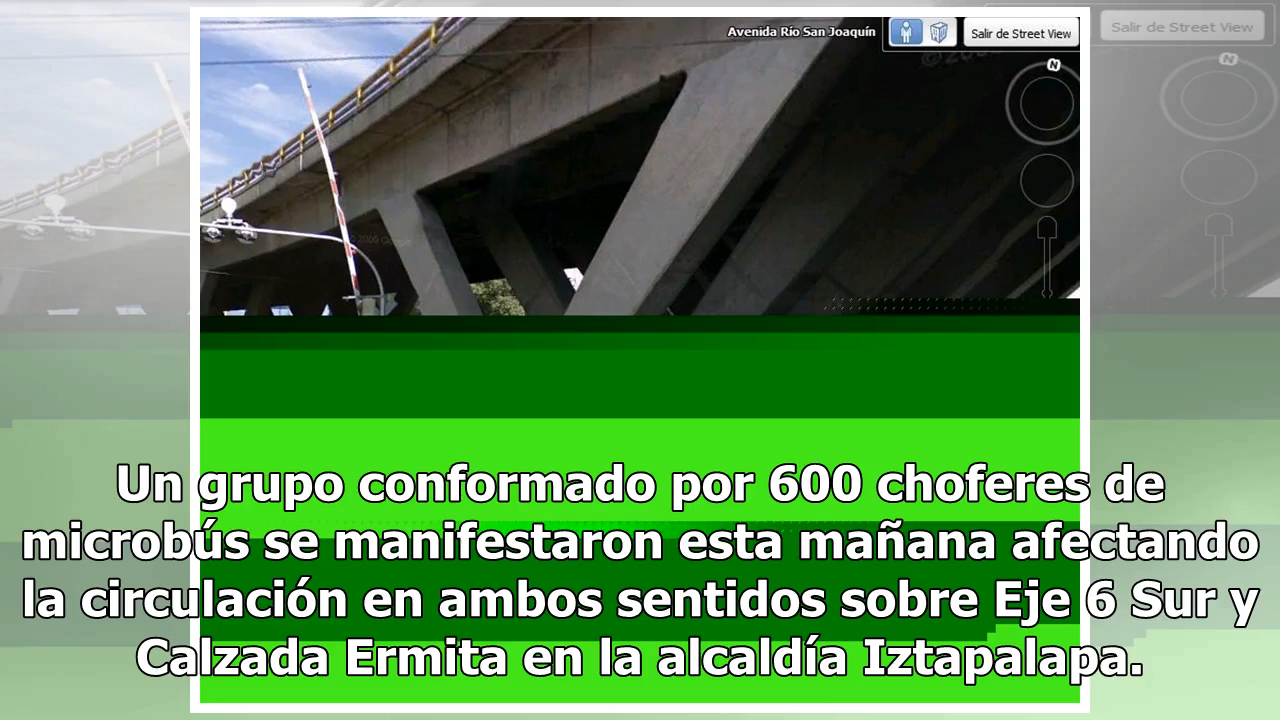 Avenida Río San Joaquín
Salir de Street View
Salir de Street View
N
N
Un grupo conformado por 600 choferes de
microbús se manifestaron esta mañana afectando
la circulación en ambos sentidos sobre Eje 6 Sur y
Calzada Ermita en la alcaldía Iztapalapa.